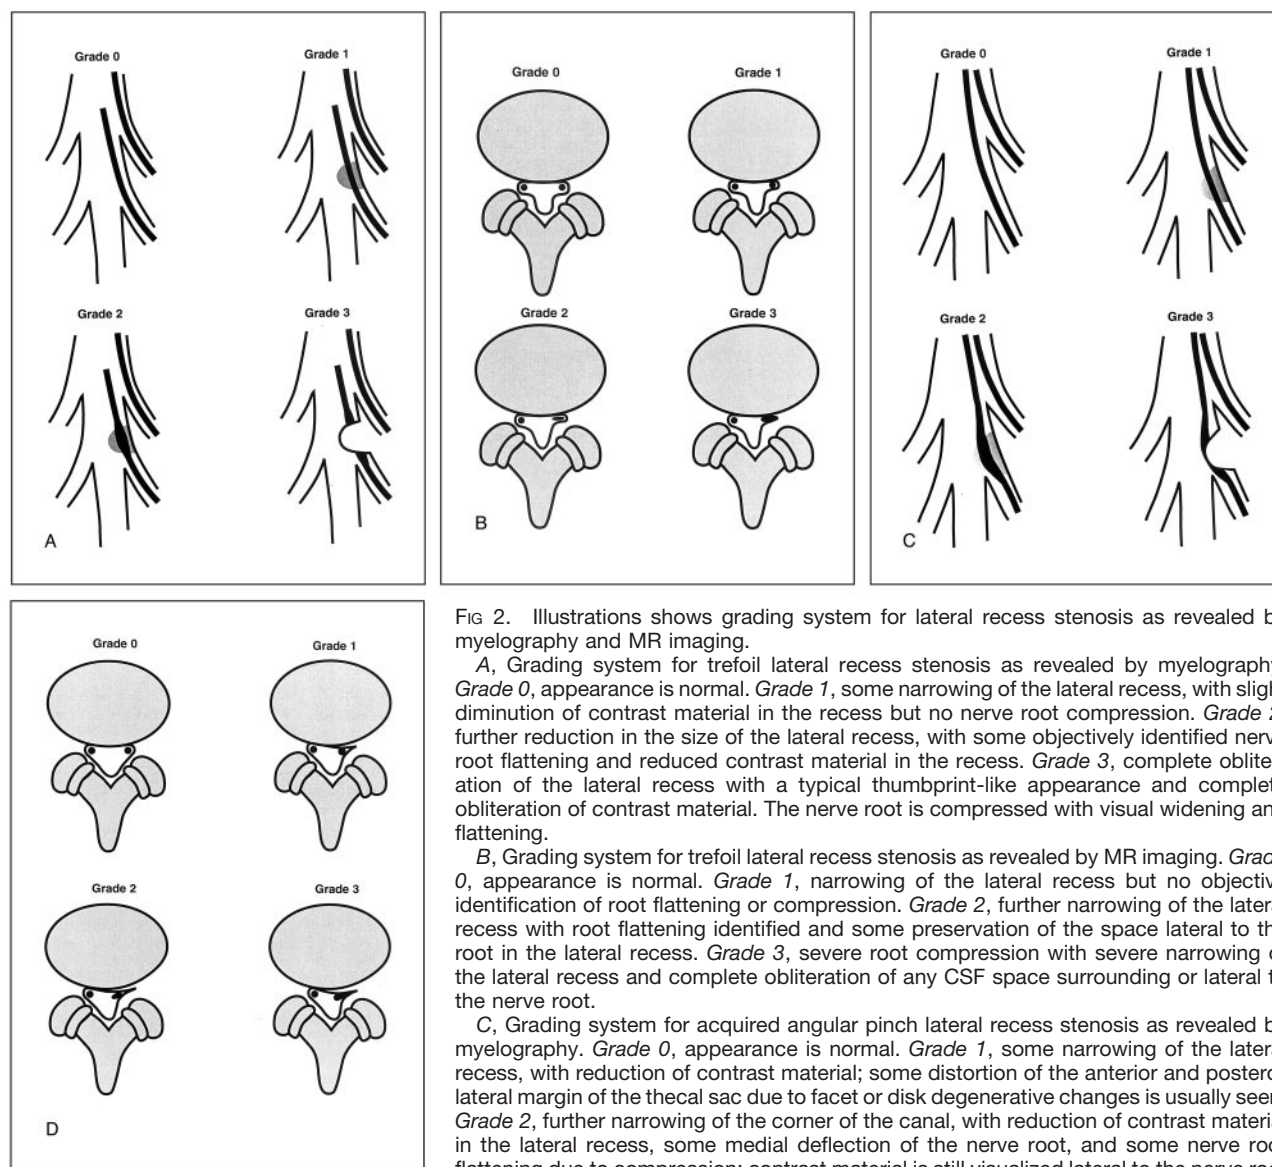 Grade 0
Grade 1
Grade 2
Grade 3
A
Grade 0
Grade 1
Grade 2
Grade 3
B
Grade 0
Grade 1
Grade 2
Grade 3
C
Grade 0
Grade 1
Grade 2
Grade 3
D
FIG 2. Illustrations shows grading system for lateral recess stenosis as revealed
myelography and MR imaging.
A, Grading system for trefoil lateral recess stenosis as revealed by myelography
Grade 0, appearance is normal. Grade 1, some narrowing of the lateral recess, with
diminution of contrast material in the recess but no nerve root compression. Grade
further reduction in the size of the lateral recess, with some objectively identified
root flattening and reduced contrast material in the recess. Grade 3, complete
ation of the lateral recess with a typical thumbprint-like appearance and
obliteration of contrast material. The nerve root is compressed with visual widening
flattening.
B, Grading system for trefoil lateral recess stenosis as revealed by MR imaging.
0, appearance is normal. Grade 1, narrowing of the lateral recess but no
identification of root flattening or compression. Grade 2, further narrowing of the
recess with root flattening identified and some preservation of the space lateral to
root in the lateral recess. Grade 3, severe root compression with severe narrowing
the lateral recess and complete obliteration of any CSF space surrounding or lateral
the nerve root.
C, Grading system for acquired angular pinch lateral recess stenosis as revealed
myelography. Grade 0, appearance is normal. Grade 1, some narrowing of the
recess, with reduction of contrast material; some distortion of the anterior and
lateral margin of the thecal sac due to facet or disk degenerative changes is usually
Grade 2, further narrowing of the corner of the canal, with reduction of contrast
in the lateral recess, some medial deflection of the nerve root, and some nerve
flattening due to compression; contrast material is still visualized lateral to the nerve